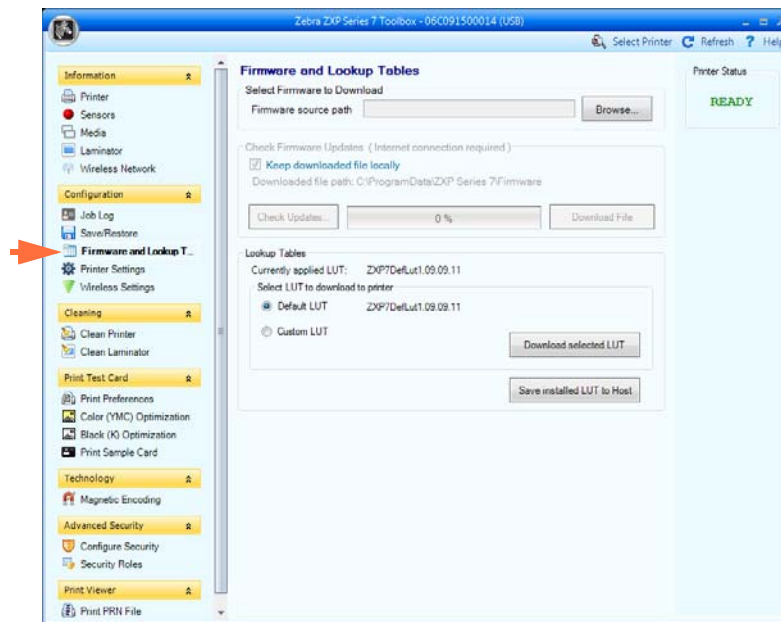 Zebra ZXP Series 7 Toolbox - 06C091500014 (USB)
Select Printer Refresh ? Help
Information
Printer
Sensors
Media
Laminator
Wireless Network
Configuration
Job Log
Save/Restore
Firmware and Lookup T...
Printer Settings
Wireless Settings
Cleaning
Clean Printer
Clean Laminator
Print Test Card
Print Preferences
Color (YMC) Optimization
Black (K) Optimization
Print Sample Card
Technology
Magnetic Encoding
Advanced Security
Configure Security
Security Roles
Print Viewer
Print PRN File
Firmware and Lookup Tables
Select Firmware to Download
Firmware source path
Browse...
Check Firmware Updates ( Internet connection required )
Keep downloaded file locally
Downloaded file path: C:\ProgramData\ZXP Series 7\Firmware
Check Updates... 0 % Download File
Lookup Tables
Currently applied LUT: ZXP7DefLut1.09.09.11
Select LUT to download to printer
Default LUT ZXP7DefLut1.09.09.11
Custom LUT
Download selected LUT
Save installed LUT to Host
Printer Status
READY